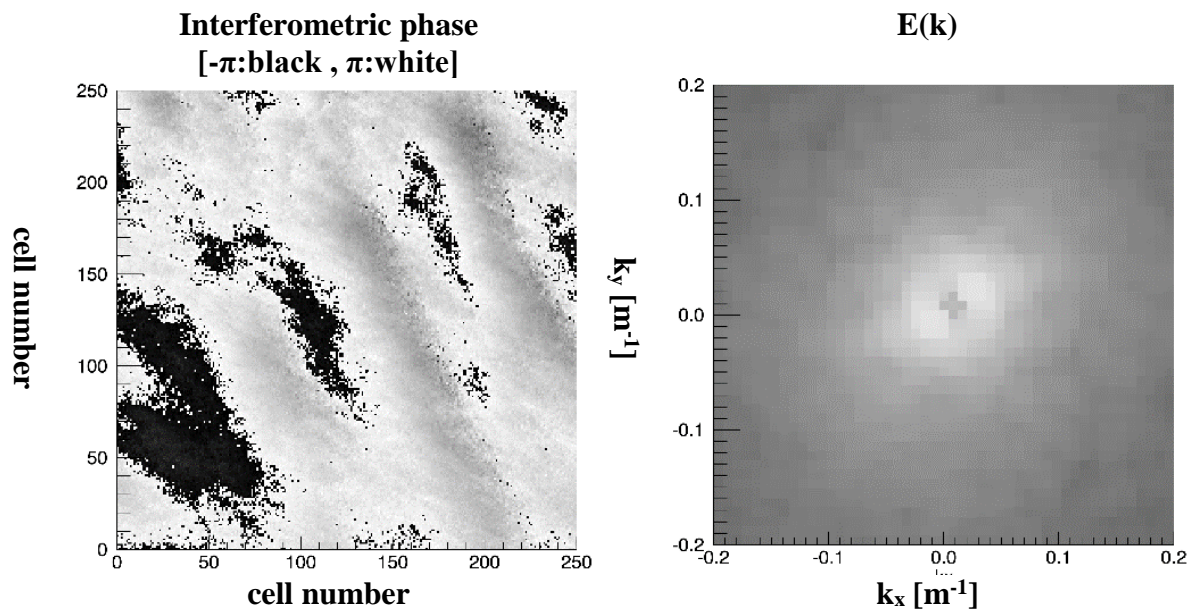 Interferometric phase
[-π:black , π:white]
250
200
150
100
50
0
0 50 100 150 200 250
cell number
cell number
E(k)
0.2
0.1
0.0
-0.1
-0.2
-0.2 -0.1 0.0 0.1 0.2
k_y [m^-1]
k_x [m^-1]